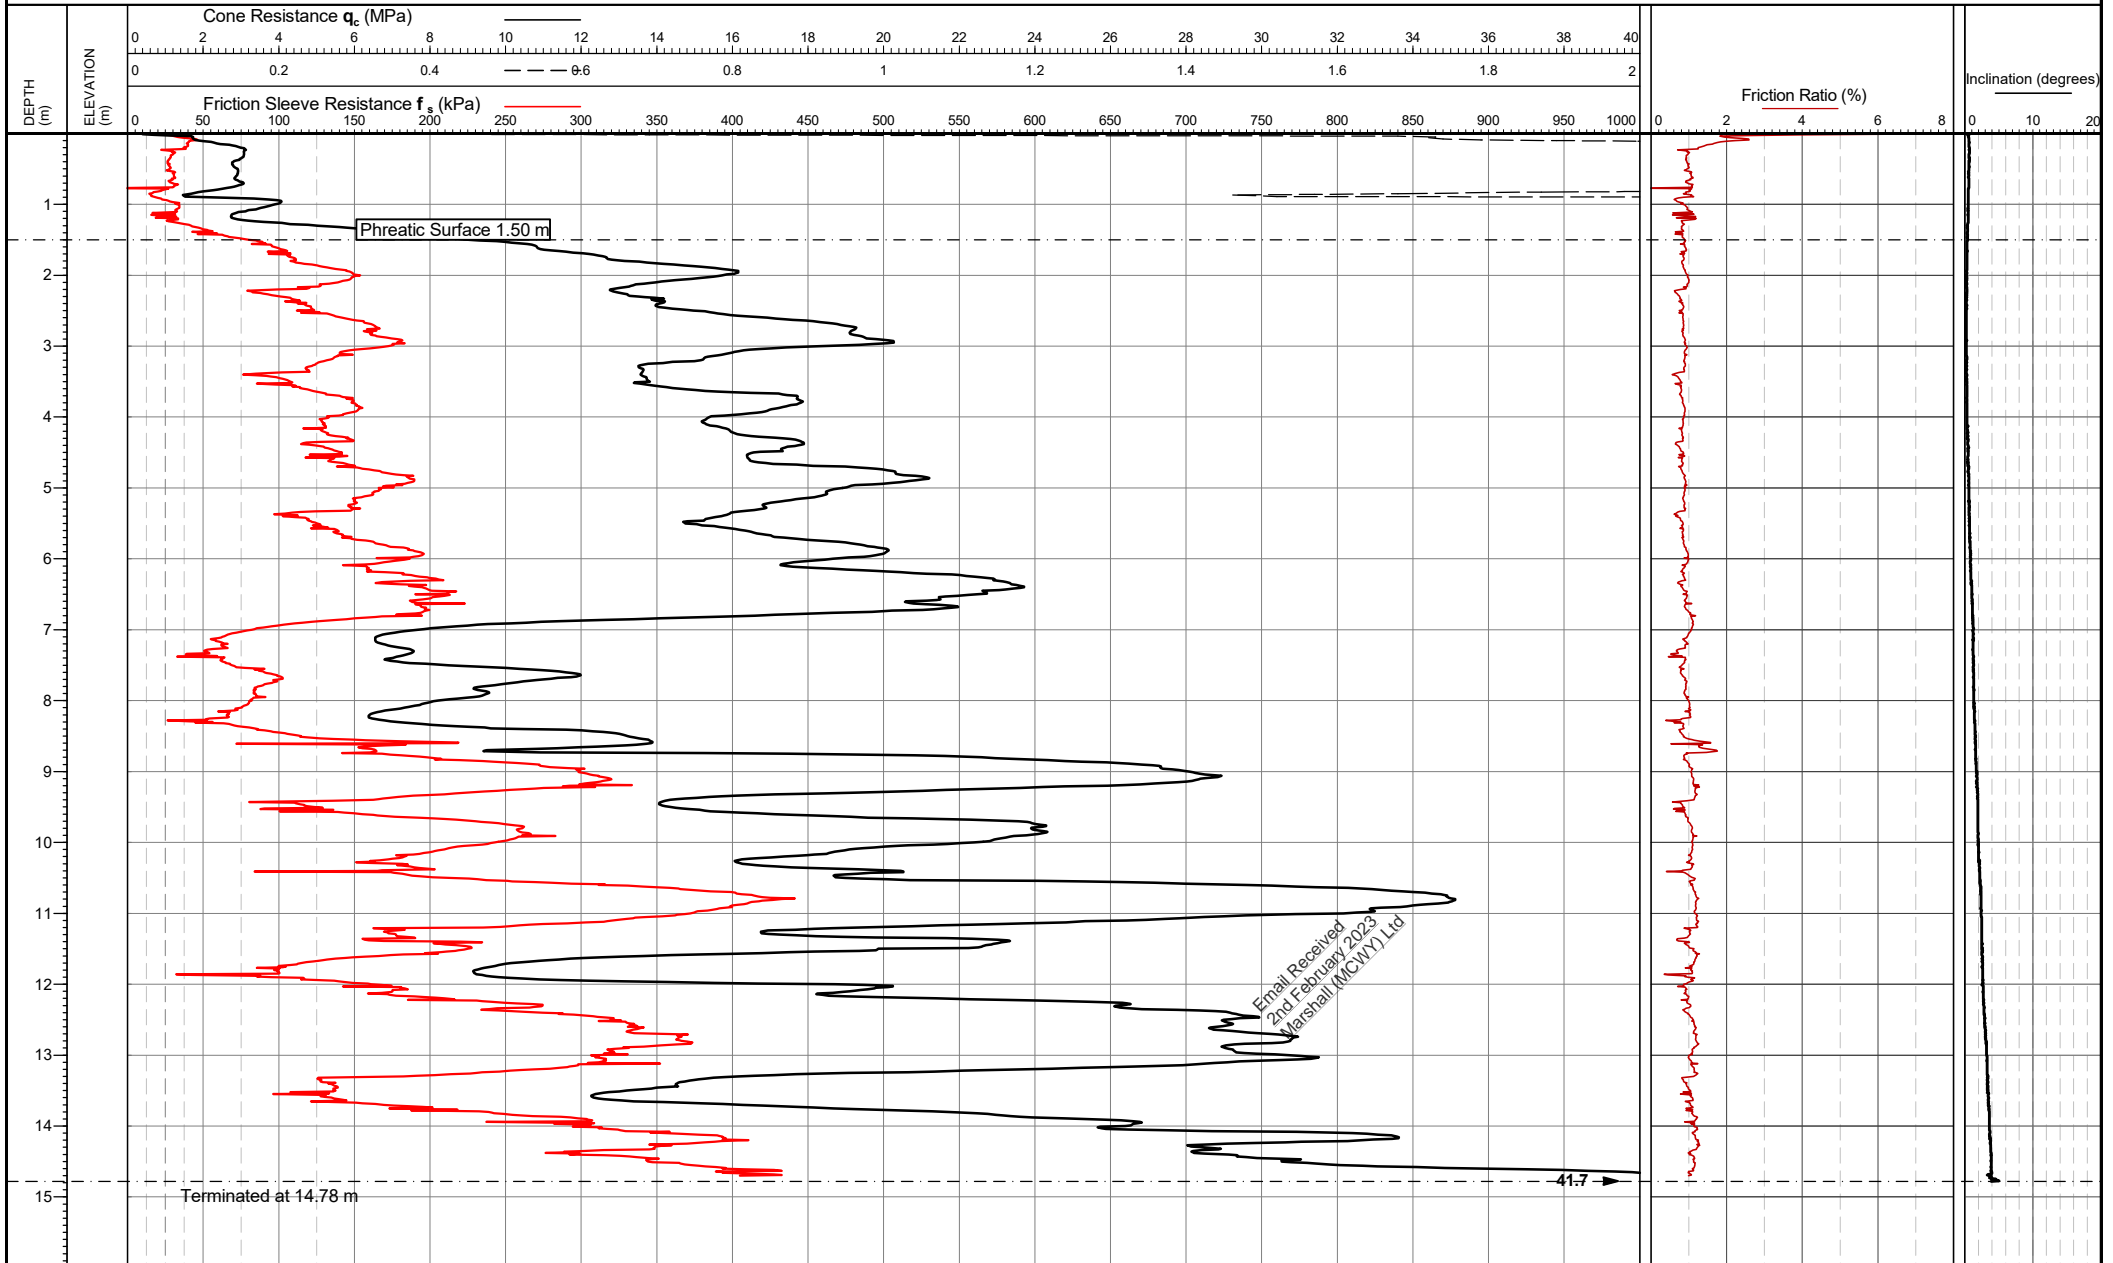 Cone Resistance qc (MPa)
0 2 4 6 8 10 12 14 16 18 20 22 24 26 28 30 32 34 36 38 40
0 0.2 0.4 0.6 0.8 1 1.2 1.4 1.6 1.8 2
Friction Sleeve Resistance fs (kPa)
0 50 100 150 200 250 300 350 400 450 500 550 600 650 700 750 800 850 900 950 1000
DEPTH
(m)
ELEVATION
(m)
Friction Ratio (%)
0 2 4 6 8
Inclination (degrees)
0 10 20
1
Phreatic Surface 1.50 m
2
3
4
5
6
7
8
9
10
11
12
13
14
15
Email Received
2nd February 2023
Marshall (MCWY) Ltd
41.7
Terminated at 14.78 m